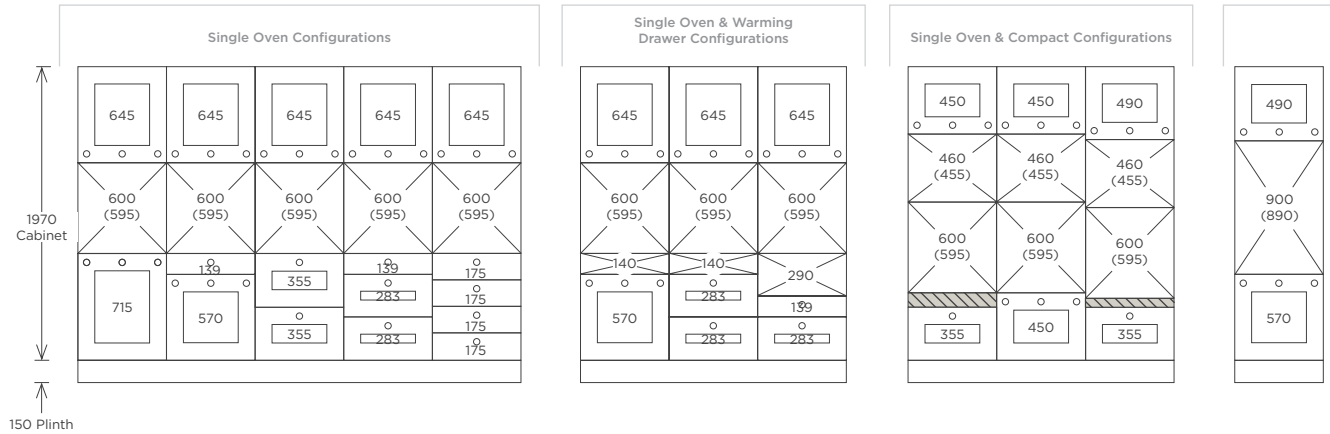 Single Oven Configurations
Single Oven & Warming
Drawer Configurations
Single Oven & Compact Configurations
1970
Cabinet
150 Plinth
645 645 645 645 645
600 600 600 600 600
(595) (595) (595) (595) (595)
715
139
570
355
355
139
283
283
175
175
175
175
645 645 645
600 600 600
(595) (595) (595)
140 140 290
570
283
283
139
283
450 450 490
460 460 460
(455) (455) (455)
600 600 600
(595) (595) (595)
355 450 355
490
900
(890)
570